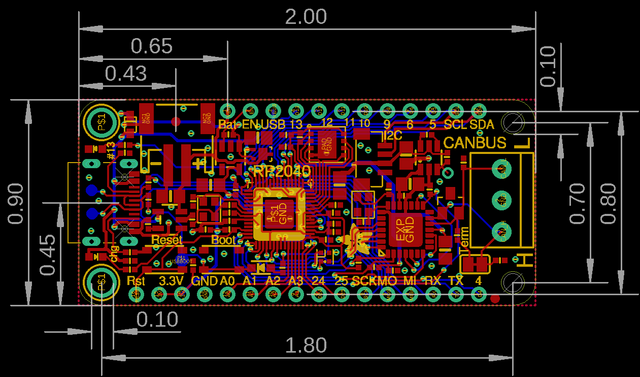 2.00
0.65
0.43
0.10
Bat EN USB 13 12 11 10 9 6 5 SCL SDA
#13
I2C
CANBUS
L
RP2040
0.90
0.45
P$1
GND
EXP
GND
0.70
0.80
Reset
Boot
Term
H
chg
Rst 3.3V GND A0 A1 A2 A3 24 25 SCK MO MI RX TX 4
P$1
P$1
0.10
1.80